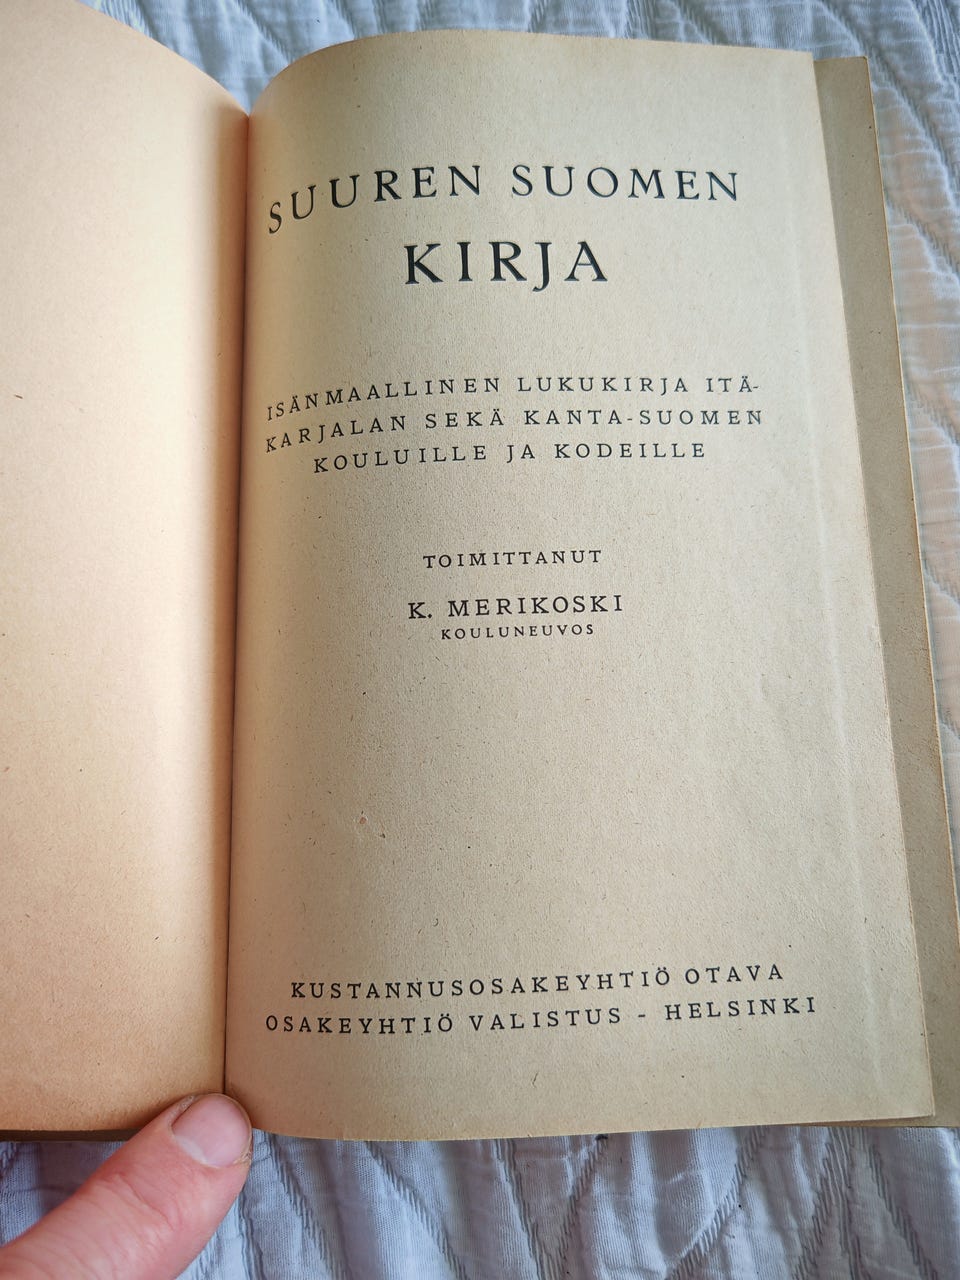 SUUREN SUOMEN
KIRJA
ISÄNMAALLINEN LUKUKIRJA ITÄ-
KARJALAN SEKÄ KANTA-SUOMEN
KOULUILLE JA KODEILLE
TOIMITTANUT
K. MERIKOSKI
KOULUNEUVOS
KUSTANNUSOSAKEYHTIÖ OTAVA
OSAKEYHTIÖ VALISTUS - HELSINKI